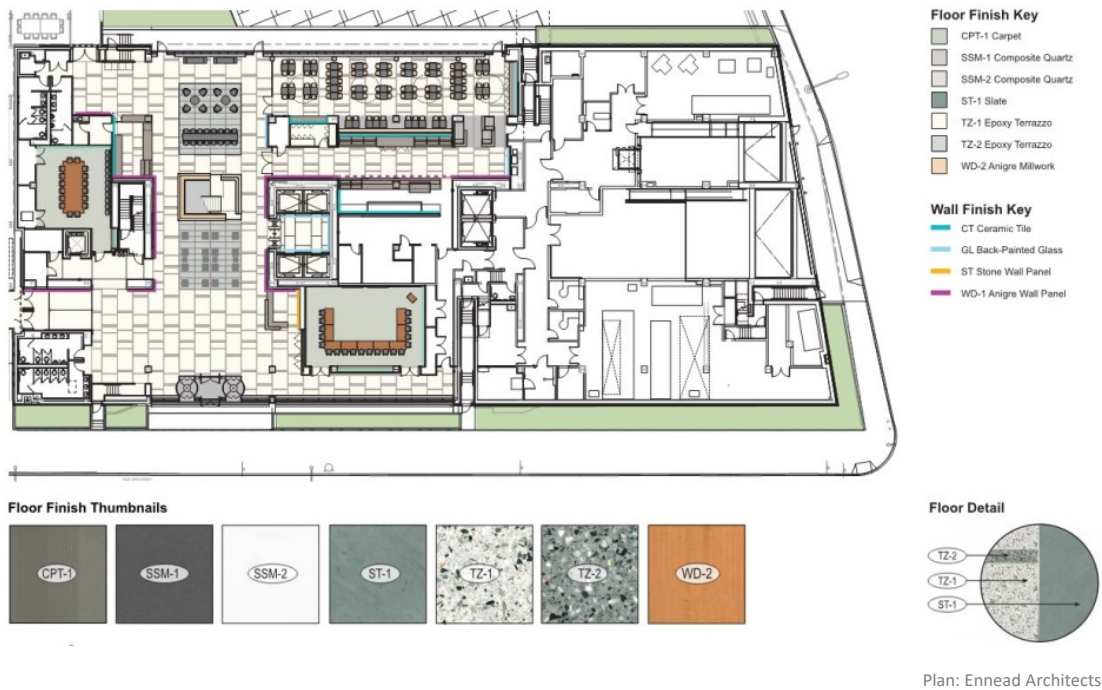 Floor Finish Key
CPT-1 Carpet
SSM-1 Composite Quartz
SSM-2 Composite Quartz
ST-1 Slate
TZ-1 Epoxy Terrazzo
TZ-2 Epoxy Terrazzo
WD-2 Anigre Millwork
Wall Finish Key
CT Ceramic Tile
GL Back-Painted Glass
ST Stone Wall Panel
WD-1 Anigre Wall Panel
Floor Finish Thumbnails
CPT-1
SSM-1
SSM-2
ST-1
TZ-1
TZ-2
WD-2
Floor Detail
TZ-2
TZ-1
ST-1
Plan: Ennead Architects